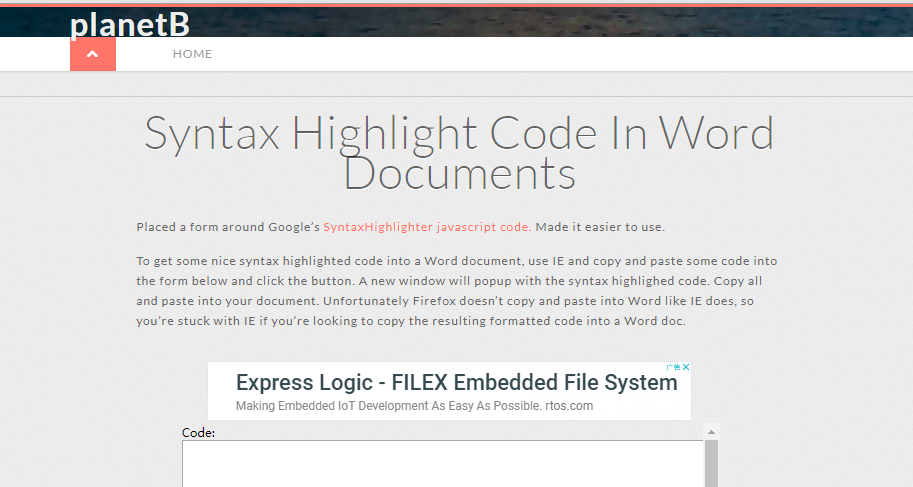 planetB
HOME
Syntax Highlight Code In Word
Documents
Placed a form around Google's SyntaxHighlighter javascript code. Made it easier to use.
To get some nice syntax highlighted code into a Word document, use IE and copy and paste some code into
the form below and click the button. A new window will popup with the syntax highlighed code. Copy all
and paste into your document. Unfortunately Firefox doesn't copy and paste into Word like IE does, so
you're stuck with IE if you're looking to copy the resulting formatted code into a Word doc.
广告
Express Logic - FILEX Embedded File System
Making Embedded IoT Development As Easy As Possible. rtos.com
Code: